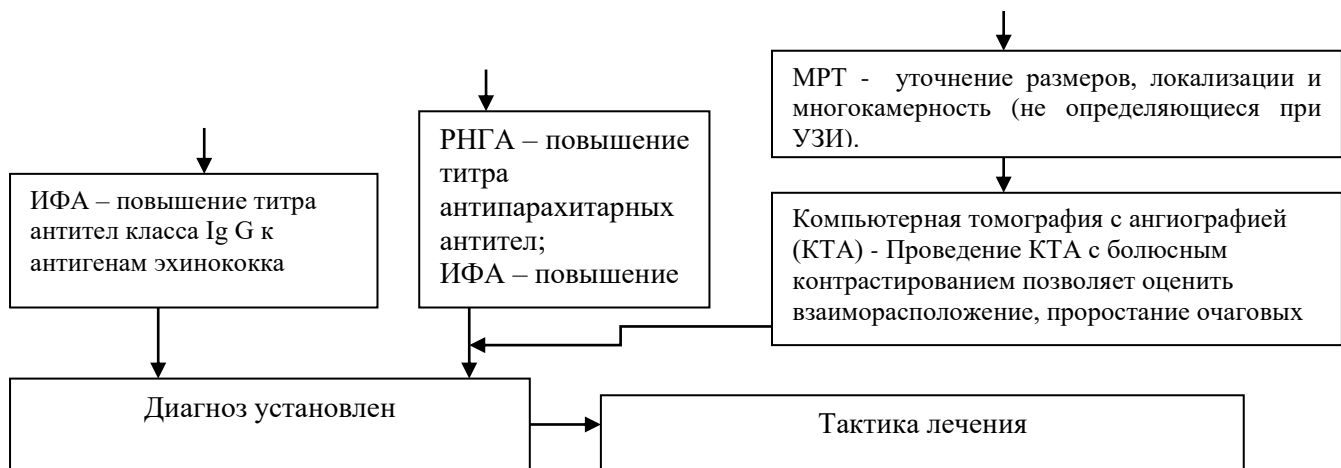 МРТ - уточнение размеров, локализации и
многокамерность (не определяющиеся при
УЗИ).
РНГА – повышение
титра
антипарахитарных
антител;
ИФА – повышение
ИФА – повышение титра
антител класса Ig G к
антигенам эхинококка
Компьютерная томография с ангиографией
(КТА) - Проведение КТА с болюсным
контрастированием позволяет оценить
взаиморасположение, проростание очаговых
Диагноз установлен
Тактика лечения